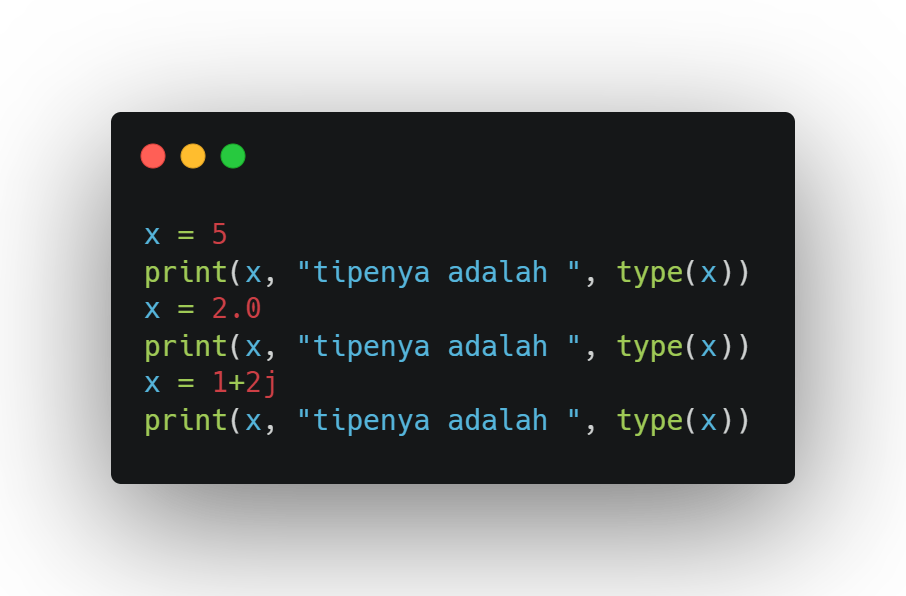 x = 5
print(x, "tipenya adalah ", type(x))
x = 2.0
print(x, "tipenya adalah ", type(x))
x = 1+2j
print(x, "tipenya adalah ", type(x))